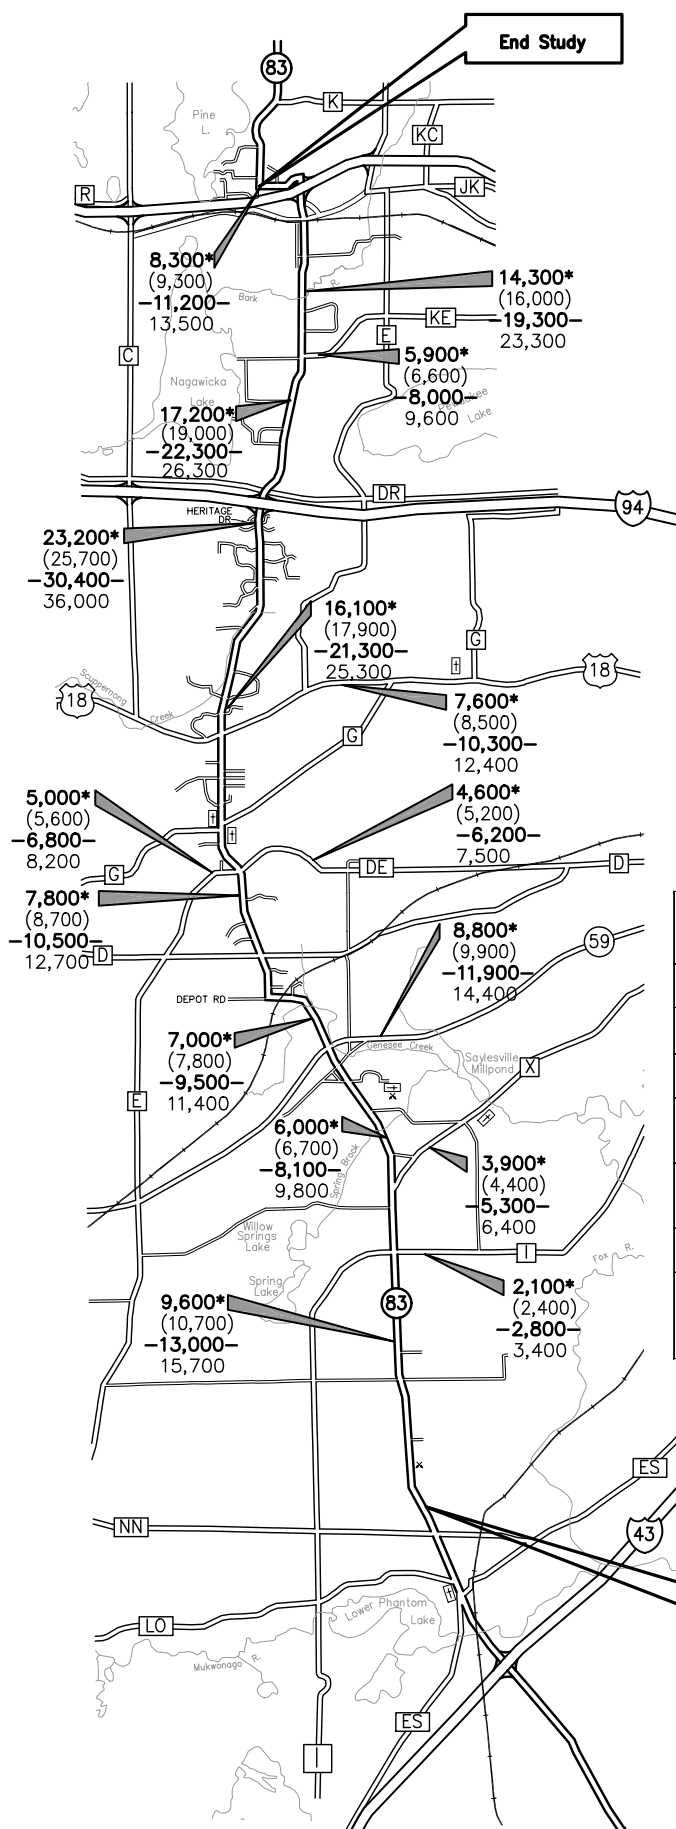 End Study
83
K
Pine
L.
KC
R
JK
8,300*
(9,300)
-11,200-
13,500
Bark
R.
14,300*
(16,000)
-19,300-
23,300
KE
E
C
5,900*
(6,600)
-8,000-
9,600
Pewaukee
Lake
Nagawicka
Lake
17,200*
(19,000)
-22,300-
26,300
DR
94
HERITAGE
DR
23,200*
(25,700)
-30,400-
36,000
16,100*
(17,900)
-21,300-
25,300
G
18
Scuppernong
Creek
18
7,600*
(8,500)
-10,300-
12,400
G
5,000*
(5,600)
-6,800-
8,200
4,600*
(5,200)
-6,200-
7,500
G
DE
D
7,800*
(8,700)
-10,500-
12,700
D
8,800*
(9,900)
-11,900-
14,400
59
DEPOT RD
7,000*
(7,800)
-9,500-
11,400
Genesee Creek
Saylesville
Millpond
X
E
6,000*
(6,700)
-8,100-
9,800
Spring Brook
3,900*
(4,400)
-5,300-
6,400
Willow
Springs
Lake
I
Fox R.
Spring
Lake
83
2,100*
(2,400)
-2,800-
3,400
9,600*
(10,700)
-13,000-
15,700
ES
NN
43
LO
Lower Phantom
Lake
Mukwonago R.
ES
I